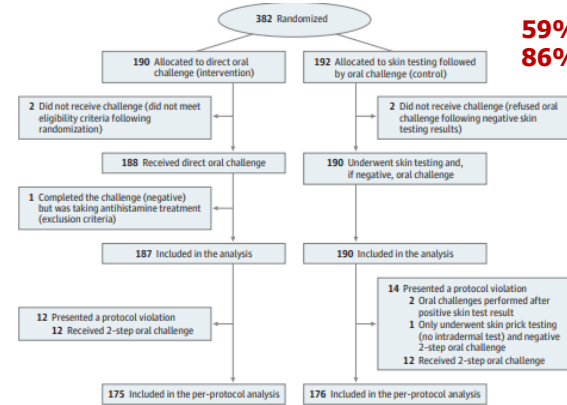 382 Randomized
59%
86%
190 Allocated to direct oral
challenge (intervention)
192 Allocated to skin testing followed
by oral challenge (control)
2 Did not receive challenge (did not meet
eligibility criteria following
randomization)
2 Did not receive challenge (refused oral
challenge following negative skin
testing results)
188 Received direct oral challenge
190 Underwent skin testing and,
if negative, oral challenge
1 Completed the challenge (negative)
but was taking antihistamine treatment
(exclusion criteria)
187 Included in the analysis
190 Included in the analysis
12 Presented a protocol violation
12 Received 2-step oral challenge
14 Presented a protocol violation
2 Oral challenges performed after
positive skin test result
1 Only underwent skin prick testing
(no intradermal test) and negative
2-step oral challenge
12 Received 2-step oral challenge
175 Included in the per-protocol analysis
176 Included in the per-protocol analysis